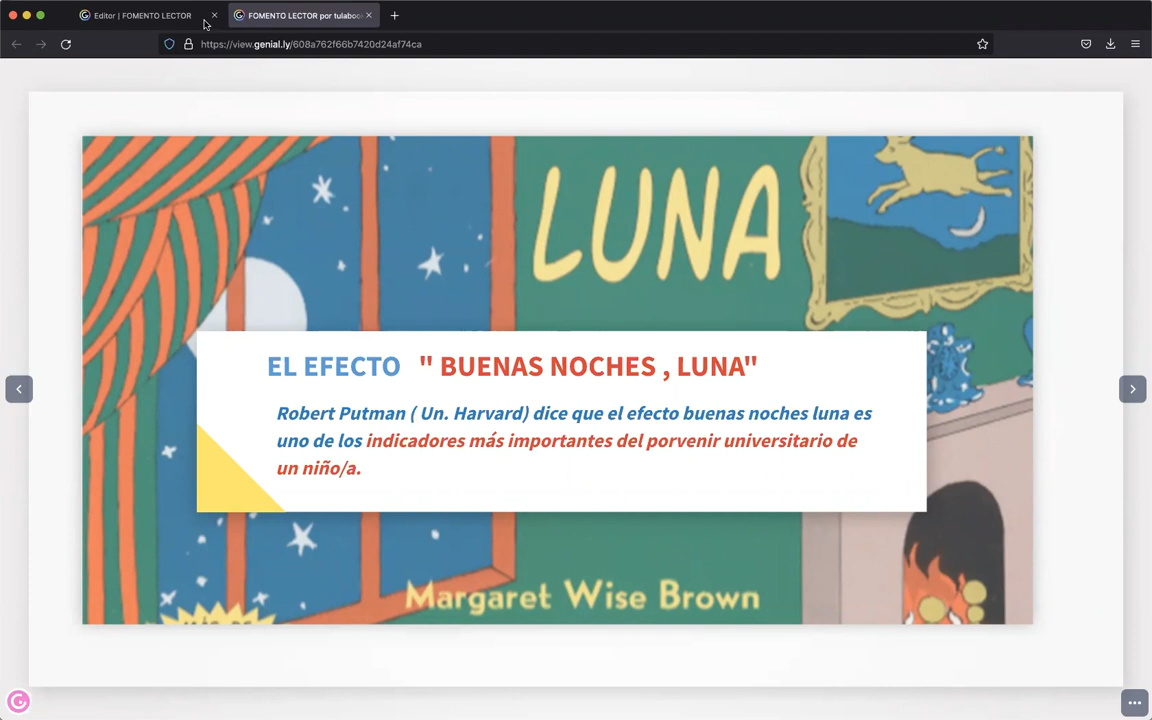 Editor | FOMENTO LECTOR
FOMENTO LECTOR por tulaboc
https://view.genial.ly/608a762f66b7420d24af74ca
LUNA
EL EFECTO " BUENAS NOCHES , LUNA"
Robert Putman ( Un. Harvard) dice que el efecto buenas noches luna es
uno de los indicadores más importantes del porvenir universitario de
un niño/a.
Margaret Wise Brown